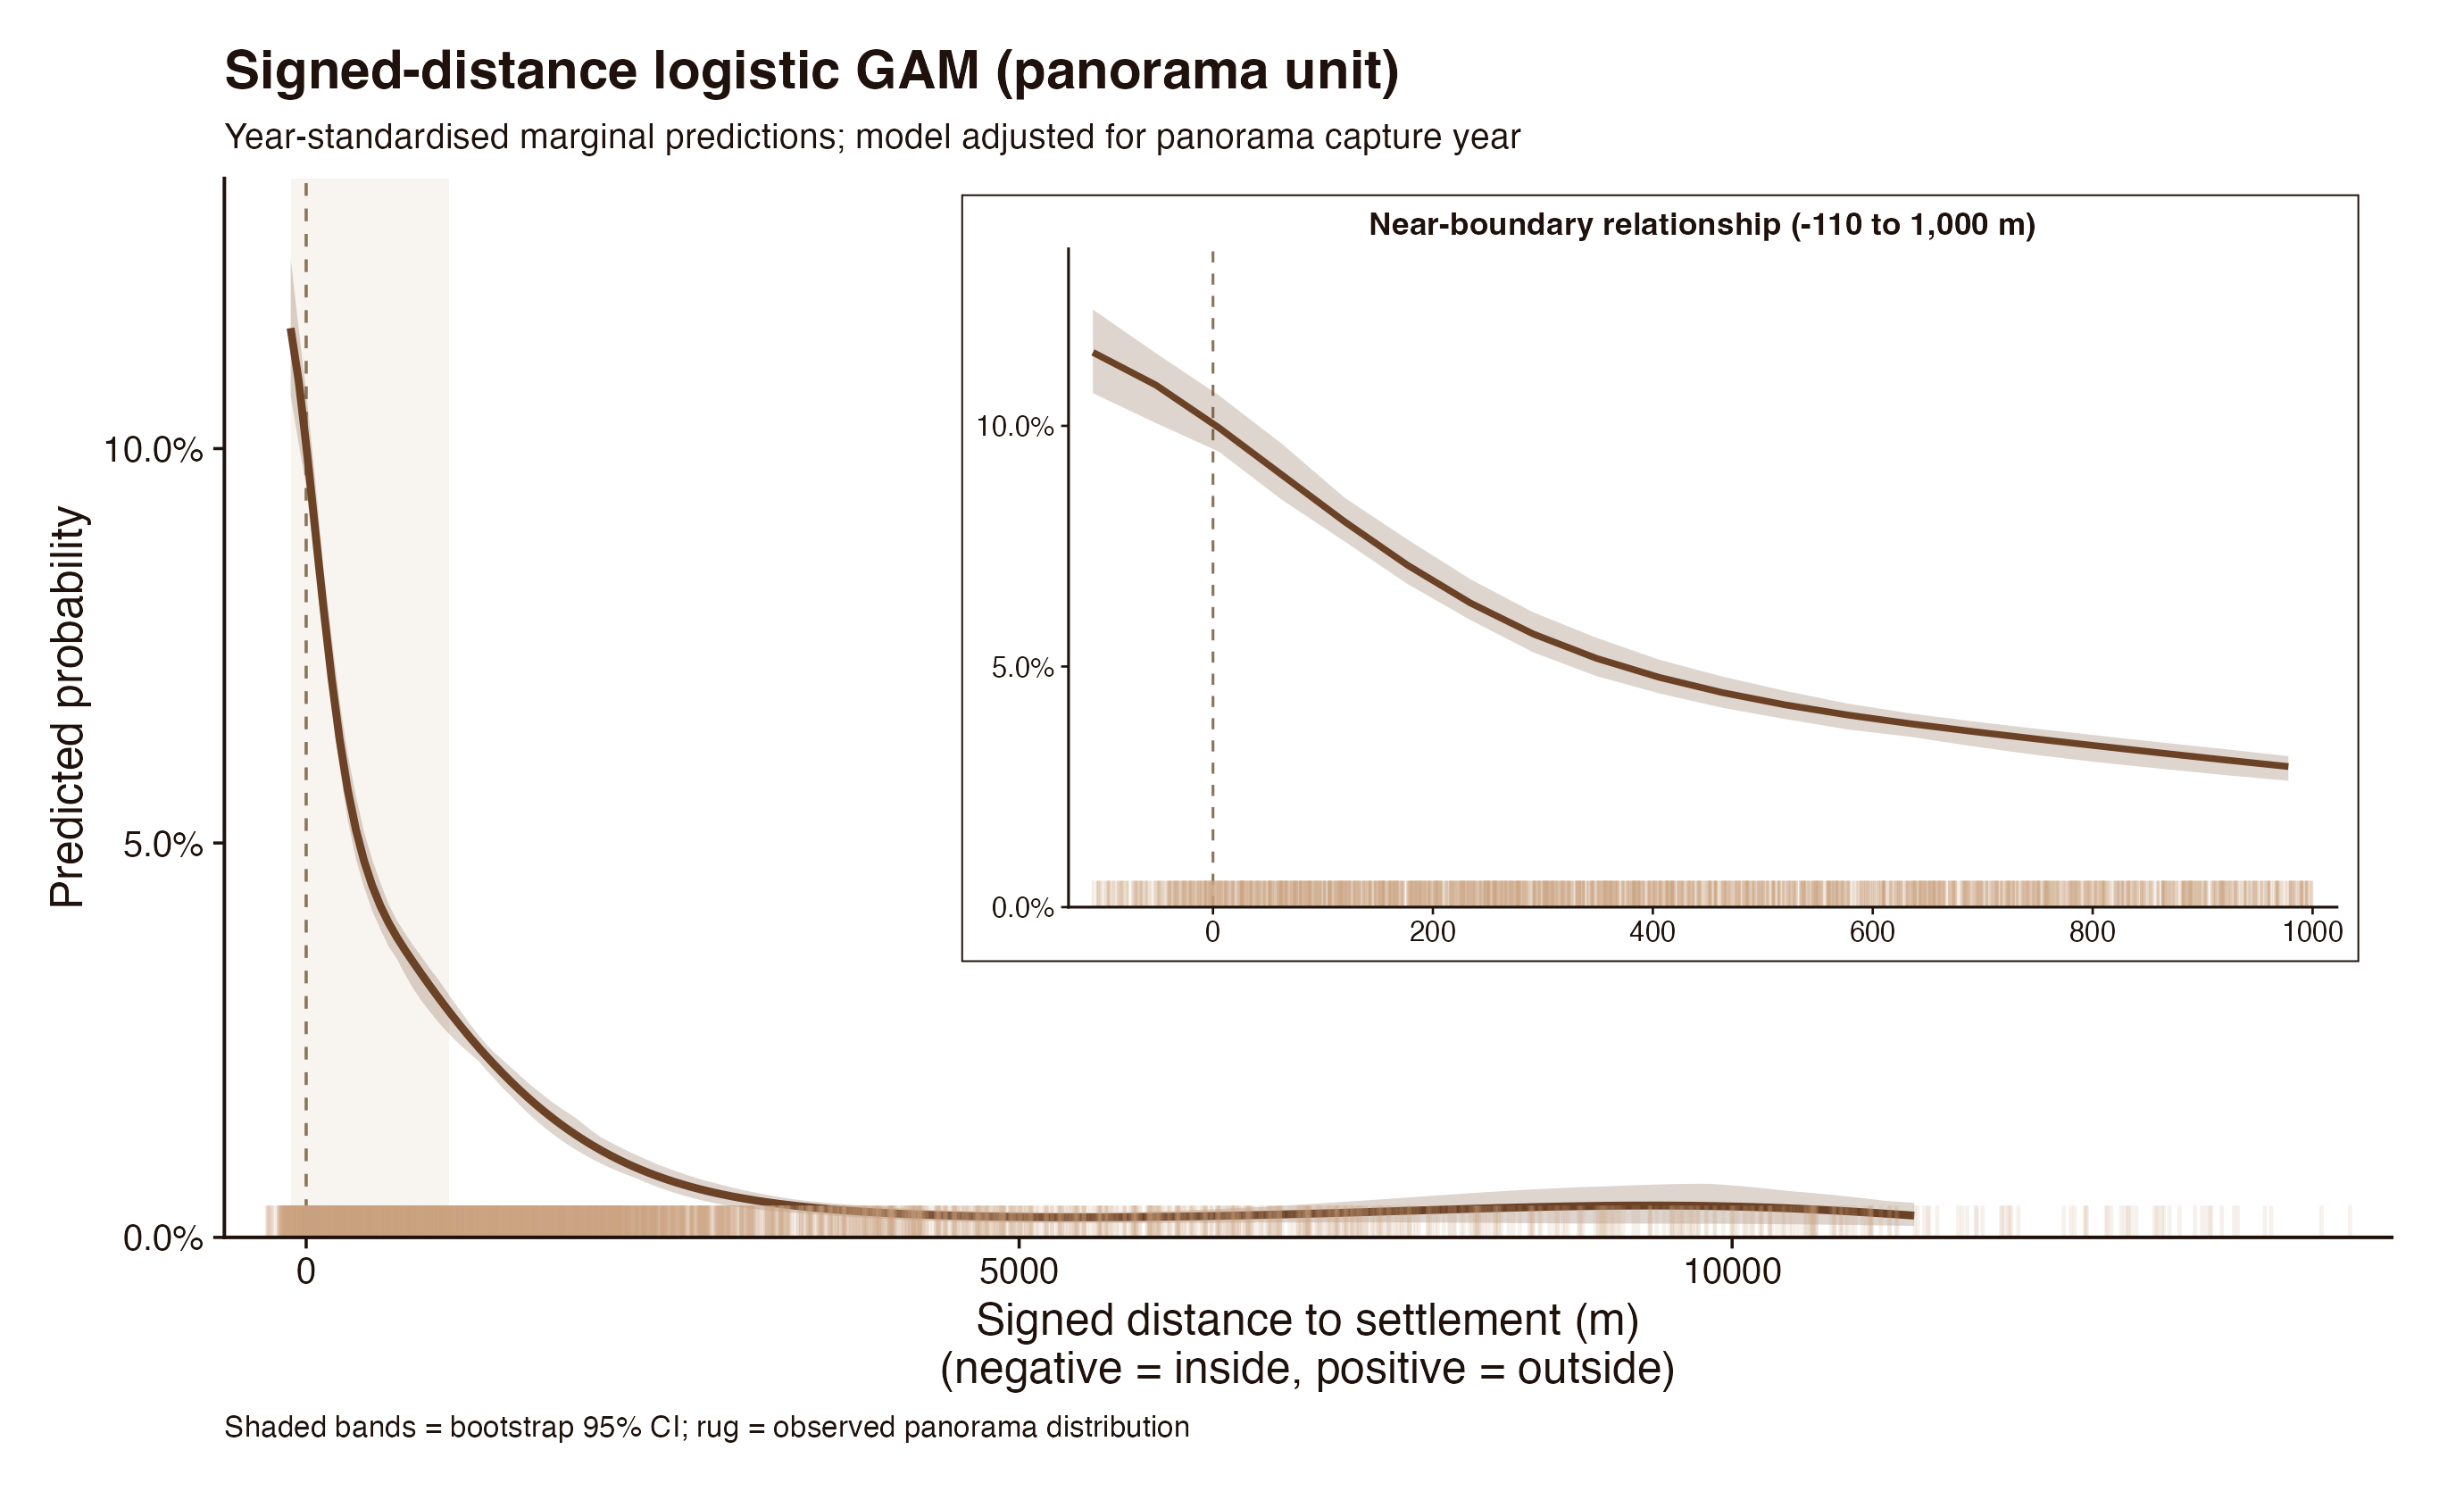 Signed-distance logistic GAM (panorama unit)
Year-standardised marginal predictions; model adjusted for panorama capture year
Near-boundary relationship (-110 to 1,000 m)
10.0%
5.0%
0.0%
0 200 400 600 800 1000
Predicted probability
10.0%
5.0%
0.0%
0 5000 10000
Signed distance to settlement (m)
(negative = inside, positive = outside)
Shaded bands = bootstrap 95% CI; rug = observed panorama distribution